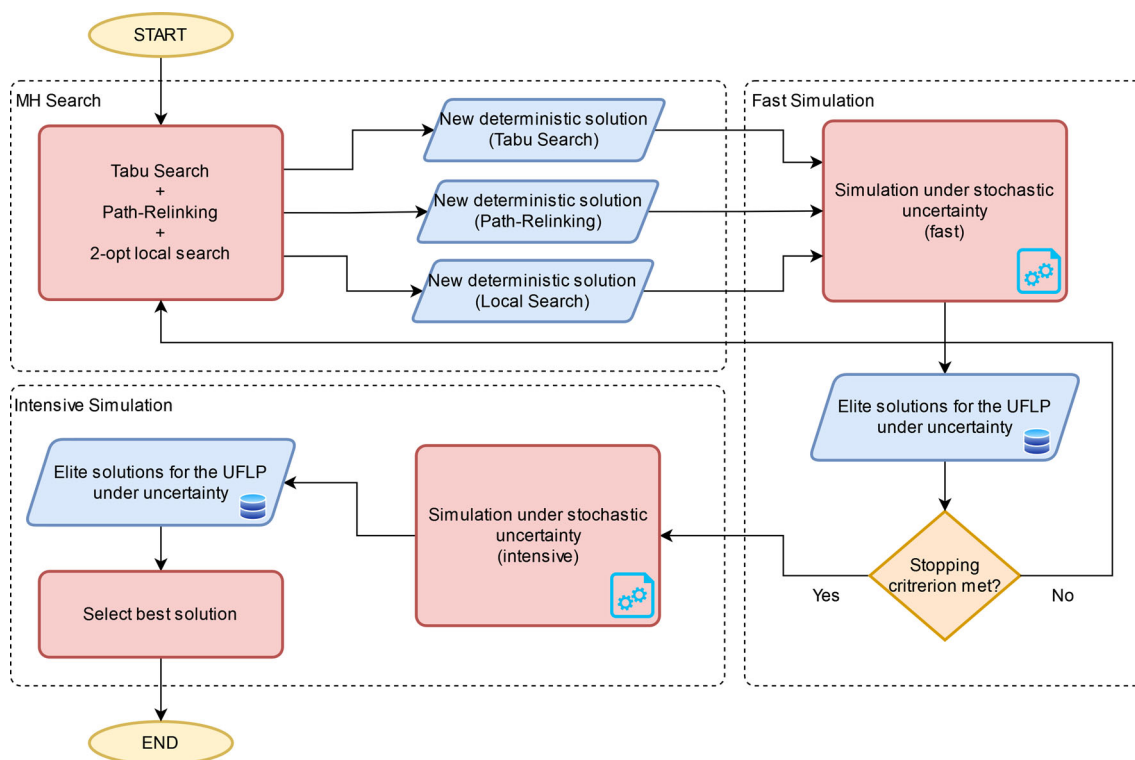 START
MH Search
Tabu Search
+
Path-Relinking
+
2-opt local search
New deterministic solution
(Tabu Search)
New deterministic solution
(Path-Relinking)
New deterministic solution
(Local Search)
Fast Simulation
Simulation under stochastic
uncertainty
(fast)
Elite solutions for the UFLP
under uncertainty
Stopping
critrerion met?
Yes
No
Intensive Simulation
Simulation under stochastic
uncertainty
(intensive)
Elite solutions for the UFLP
under uncertainty
Select best solution
END